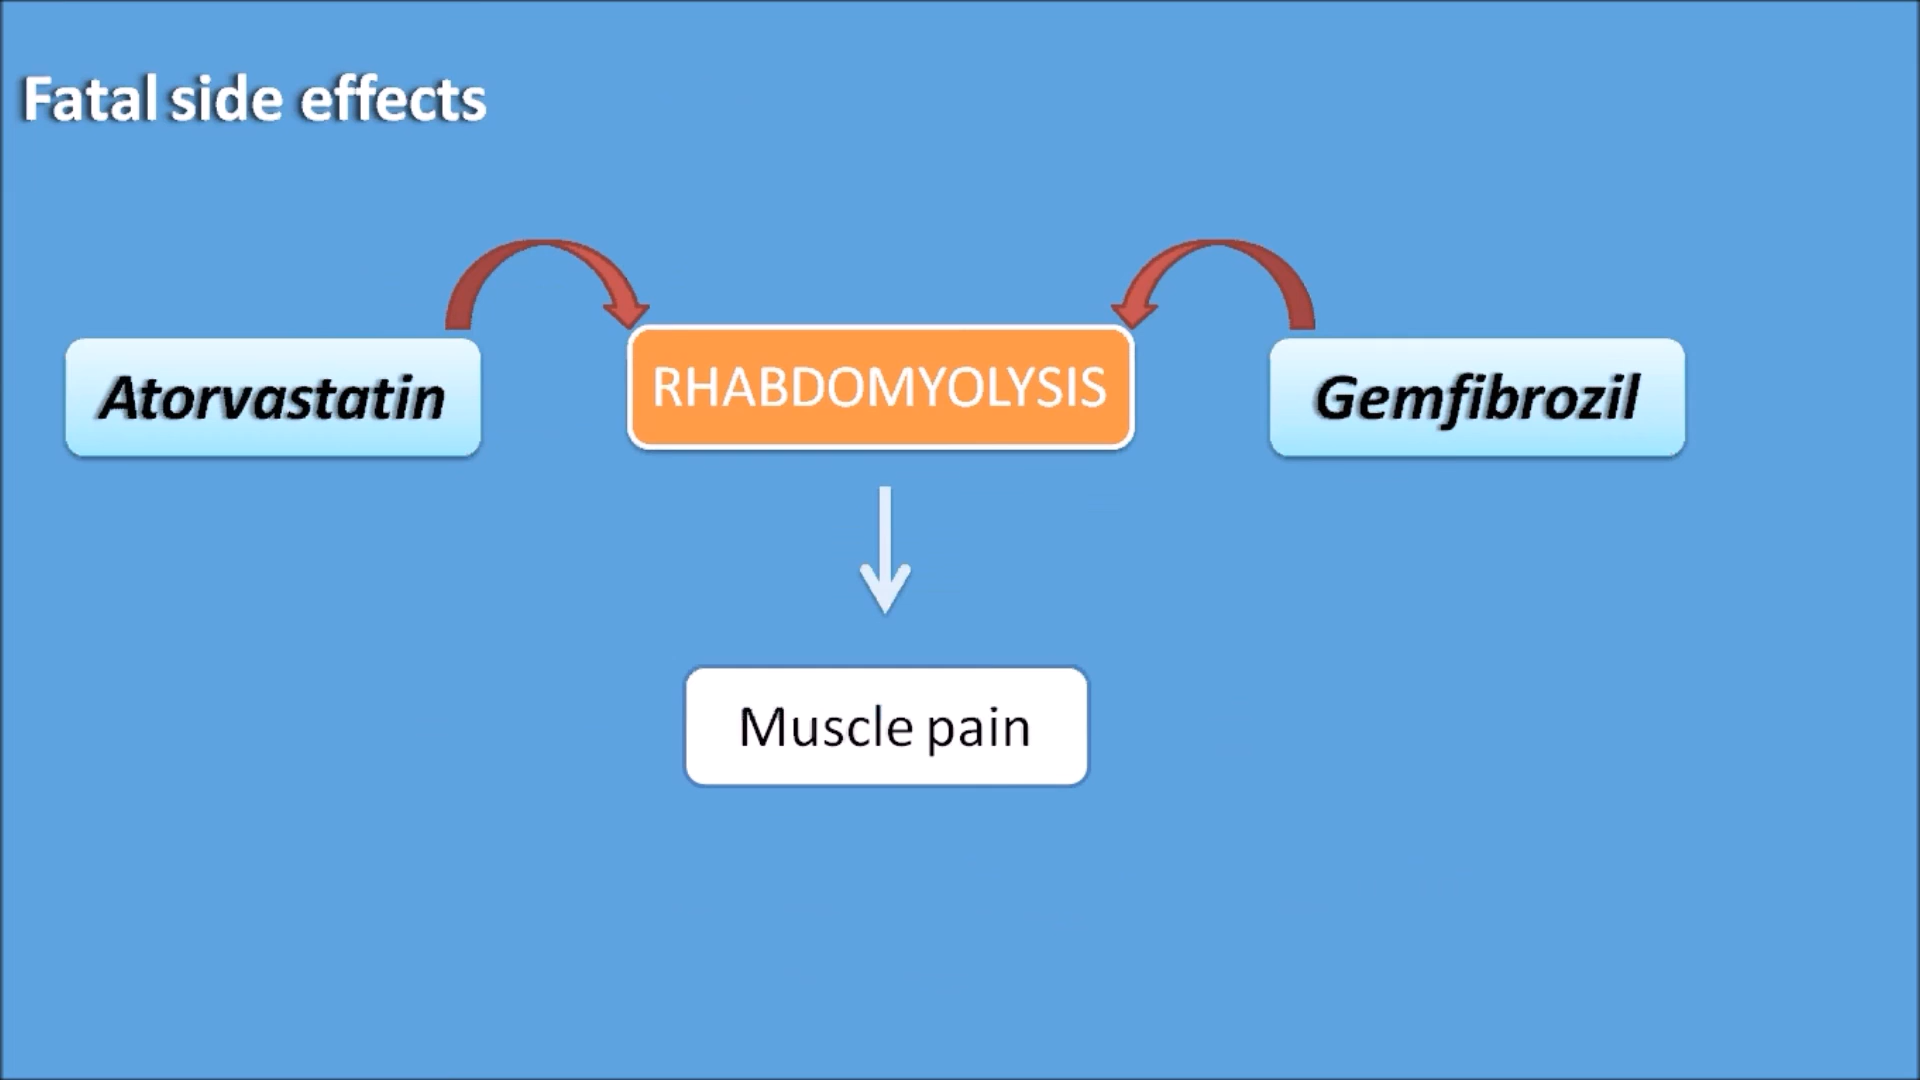 Fatal side effects
Atorvastatin
RHABDOMYOLYSIS
Gemfibrozil
Muscle pain